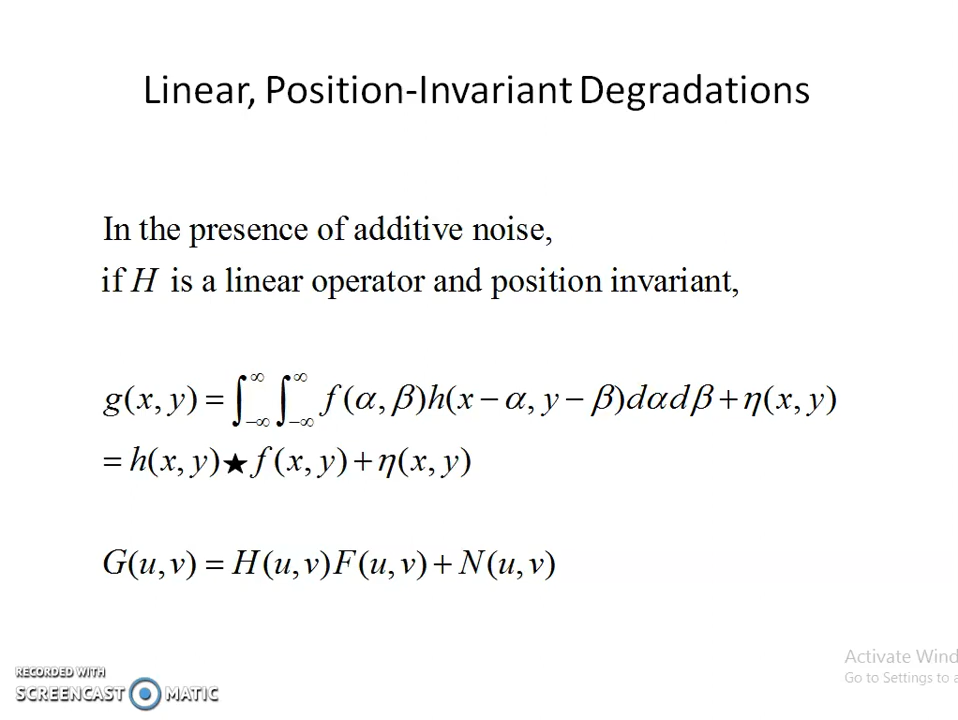 Linear, Position-Invariant Degradations
In the presence of additive noise,
if H is a linear operator and position invariant,
g(x, y) = ∫_{-∞}^{∞} ∫_{-∞}^{∞} f(α, β)h(x − α, y − β)dαdβ + η(x, y)
= h(x, y)★f(x, y) + η(x, y)
G(u, v) = H(u, v)F(u, v) + N(u, v)
RECORDED WITH
SCREENCAST MATIC
Activate Wind
Go to Settings to a